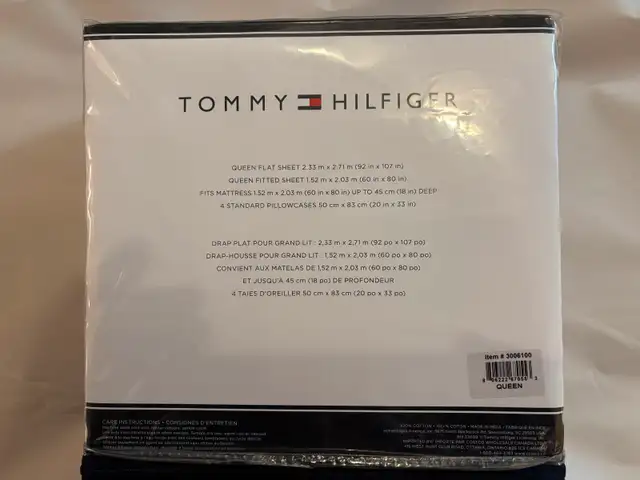 TOMMY HILFIGER
QUEEN FLAT SHEET 2.33 m x 2.71 m (92 in x 107 in)
QUEEN FITTED SHEET 1.52 m x 2.03 m (60 in x 80 in)
FITS MATTRESS 1.52 m x 2.03 m (60 in x 80 in) UP TO 45 cm (18 in) DEEP
4 STANDARD PILLOWCASES 50 cm x 83 cm (20 in x 33 in)
DRAP PLAT POUR GRAND LIT : 2,33 m x 2,71 m (92 po x 107 po)
DRAP-HOUSSE POUR GRAND LIT : 1,52 m x 2,03 m (60 po x 80 po)
CONVIENT AUX MATELAS DE 1,52 m x 2,03 m (60 po x 80 po)
ET JUSQU'À 45 cm (18 po) DE PROFONDEUR
4 TAIES D'OREILLER 50 cm x 83 cm (20 po x 33 po)
Item # 3006100
QUEEN
CARE INSTRUCTIONS • CONSIGNES D'ENTRETIEN
100% COTTON • 100% COTON